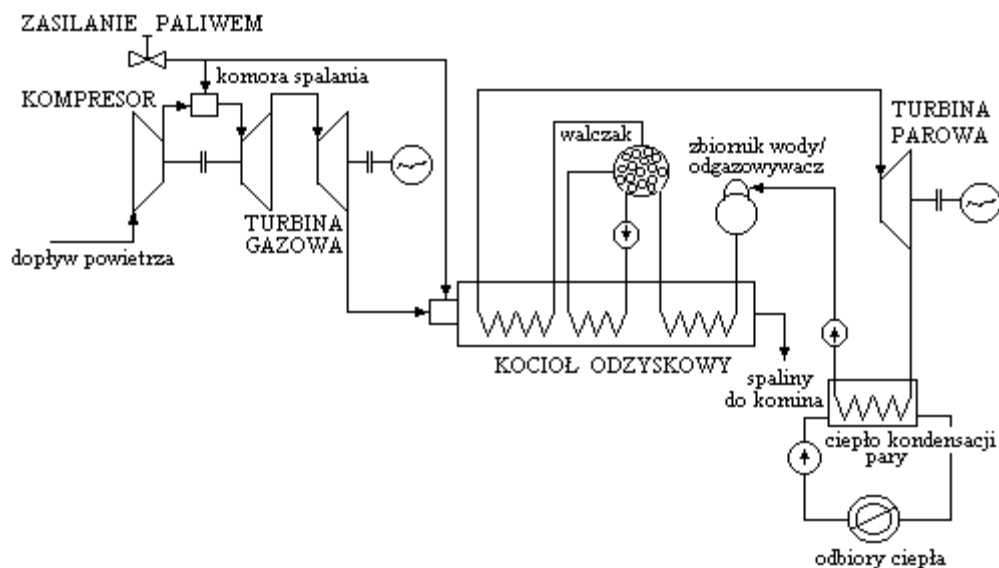 ZASILANIE PALIWEM
komora spalania
KOMPRESOR
TURBINA
GAZOWA
dopływ powietrza
walczak
zbiornik wody/
odgazowywacz
TURBINA
PAROWA
KOCIOŁ ODZYSKOWY
spaliny
do komina
ciepło kondensacji
pary
odbiory ciepła